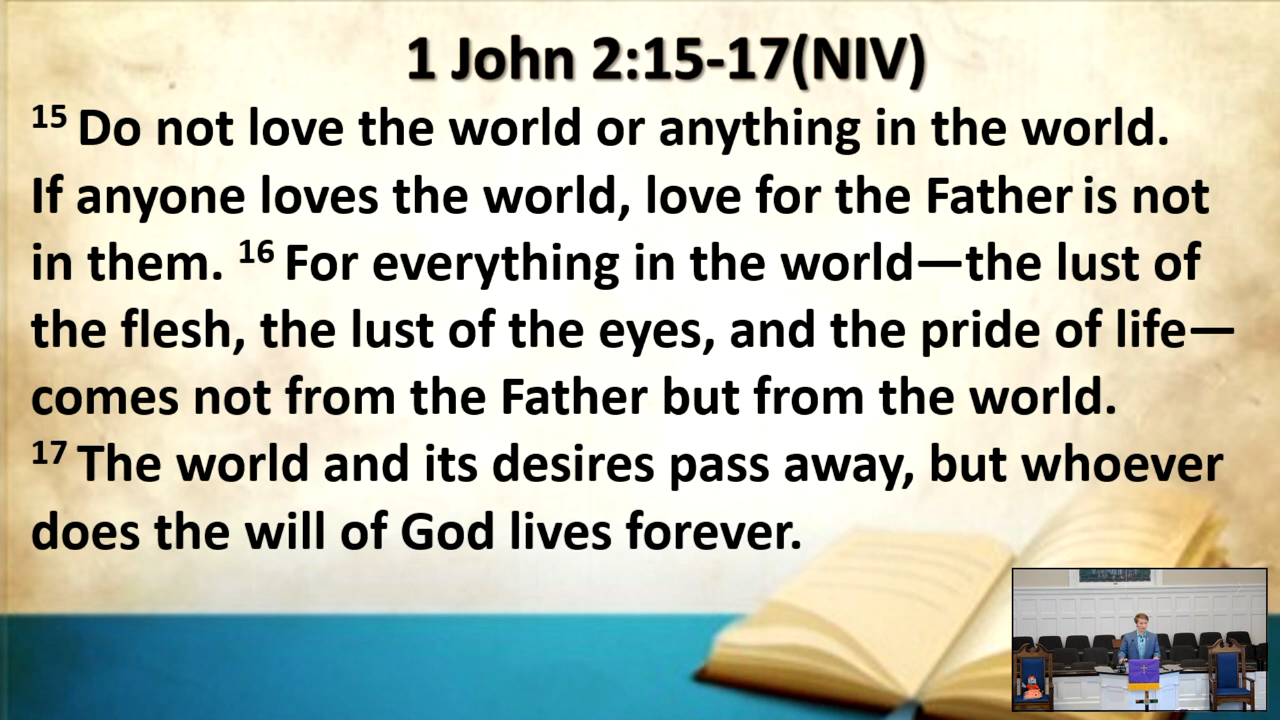 1 John 2:15-17(NIV)
15 Do not love the world or anything in the world.
If anyone loves the world, love for the Father is not
in them. 16 For everything in the world—the lust of
the flesh, the lust of the eyes, and the pride of life—
comes not from the Father but from the world.
17 The world and its desires pass away, but whoever
does the will of God lives forever.